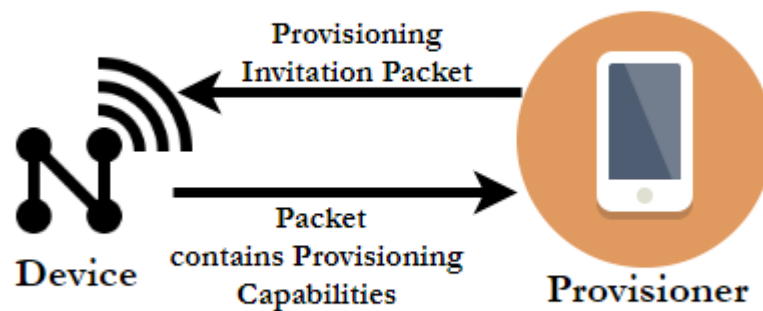 Provisioning
Invitation Packet
Packet
contains Provisioning
Capabilities
Device
Provisioner